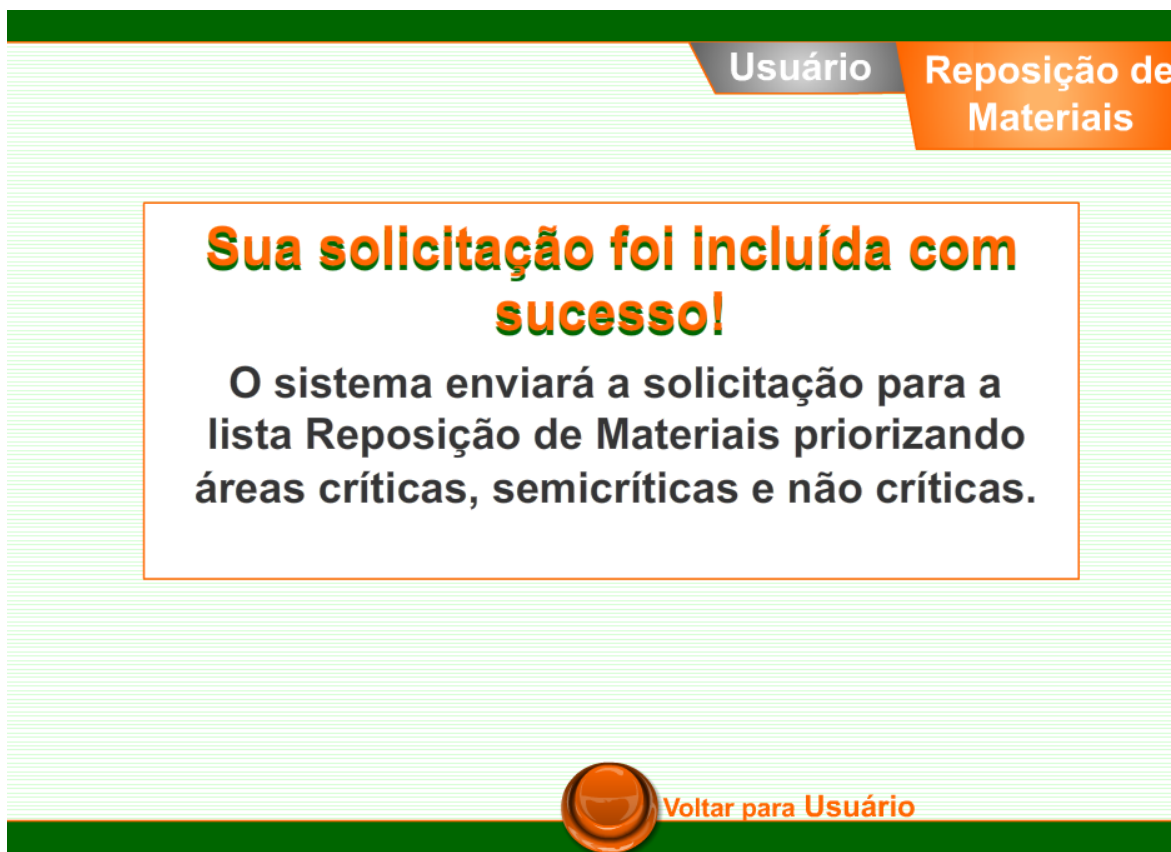 Usuário
Reposição de
Materiais
Sua solicitação foi incluída com
sucesso!
O sistema enviará a solicitação para a
lista Reposição de Materiais priorizando
áreas críticas, semicríticas e não críticas.
Voltar para Usuário